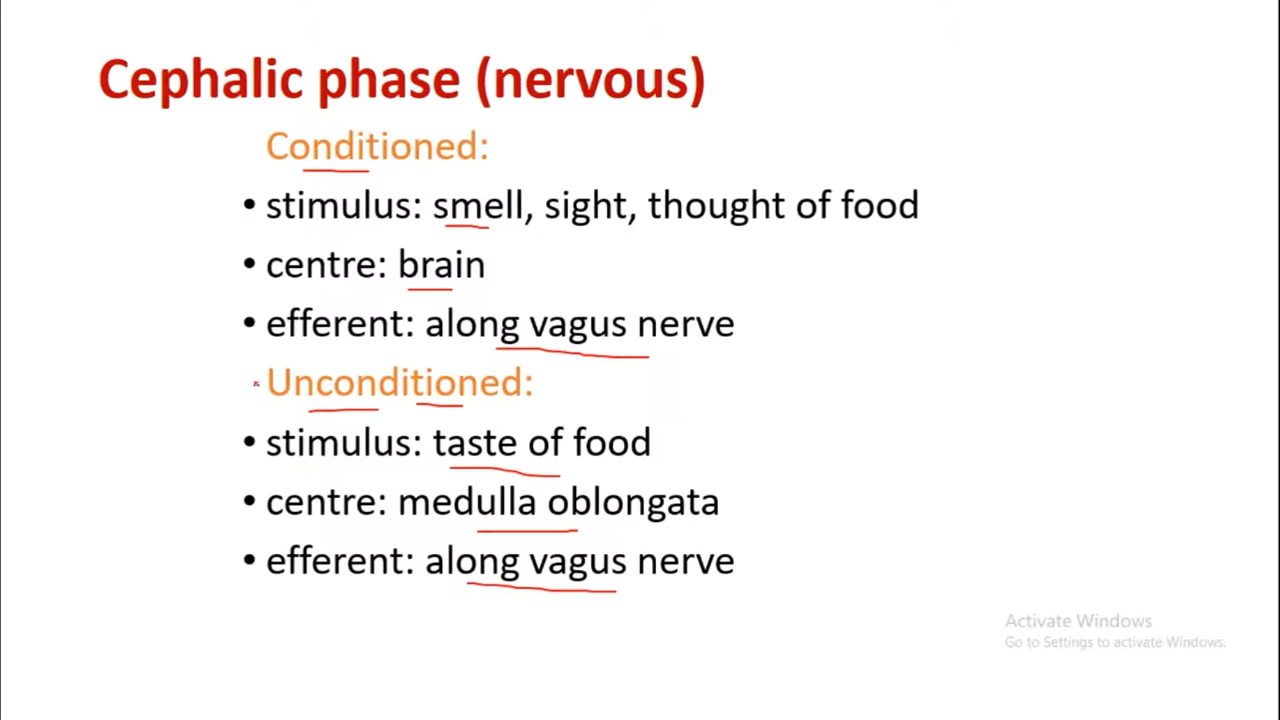 Cephalic phase (nervous)
Conditioned:
• stimulus: smell, sight, thought of food
• centre: brain
• efferent: along vagus nerve
Unconditioned:
• stimulus: taste of food
• centre: medulla oblongata
• efferent: along vagus nerve
Activate Windows
Go to Settings to activate Windows.